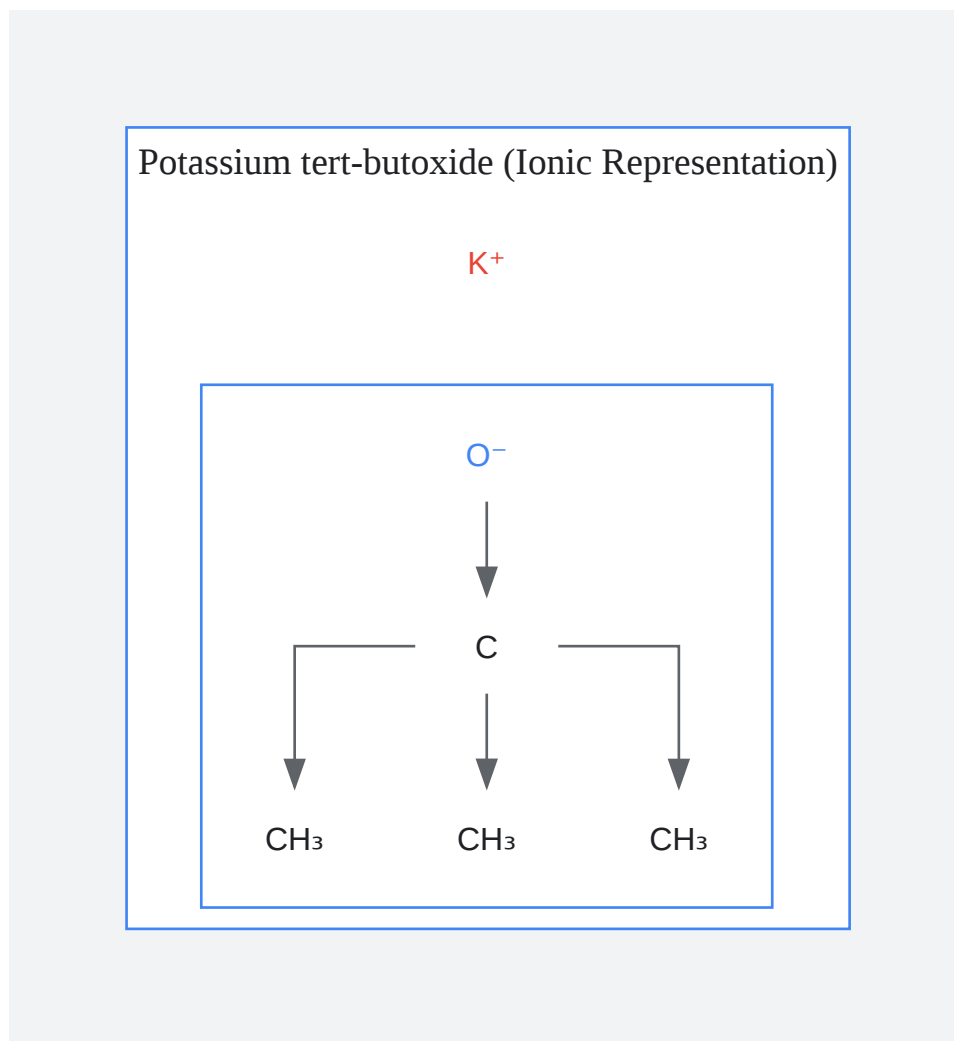 Potassium tert-butoxide (Ionic Representation)
K⁺
O⁻
C
CH₃ CH₃ CH₃